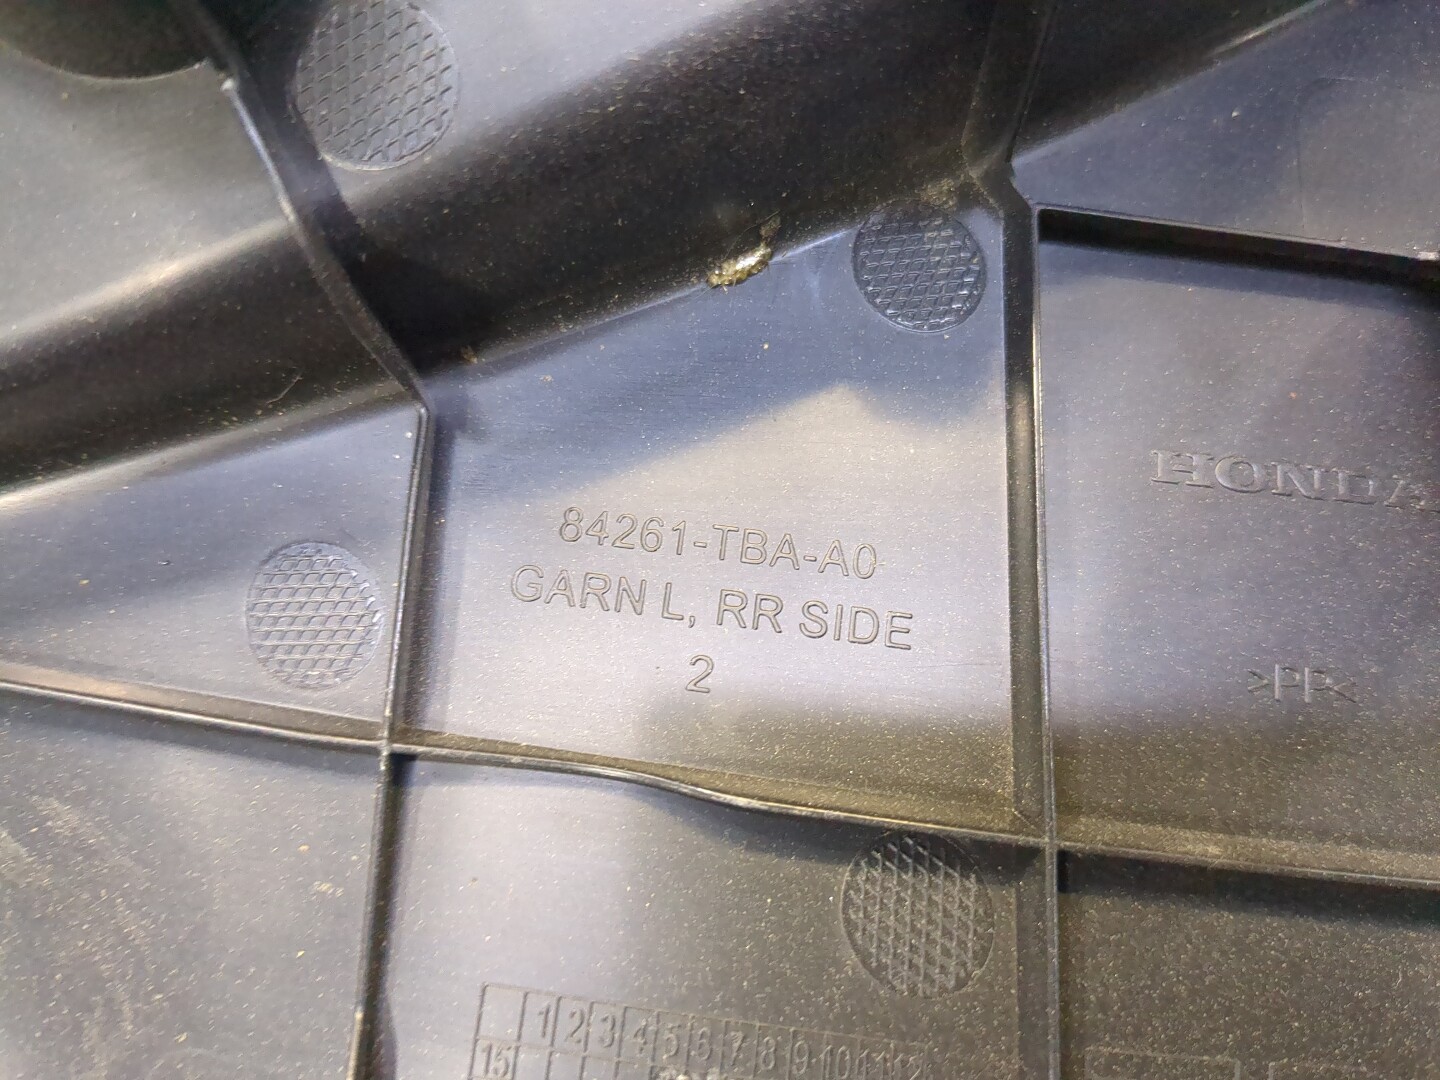 84261-TBA-A0
GARN L, RR SIDE
2
HONDA
>PP<
1 2 3 4 5 6 7 8 9 10 11 12
15